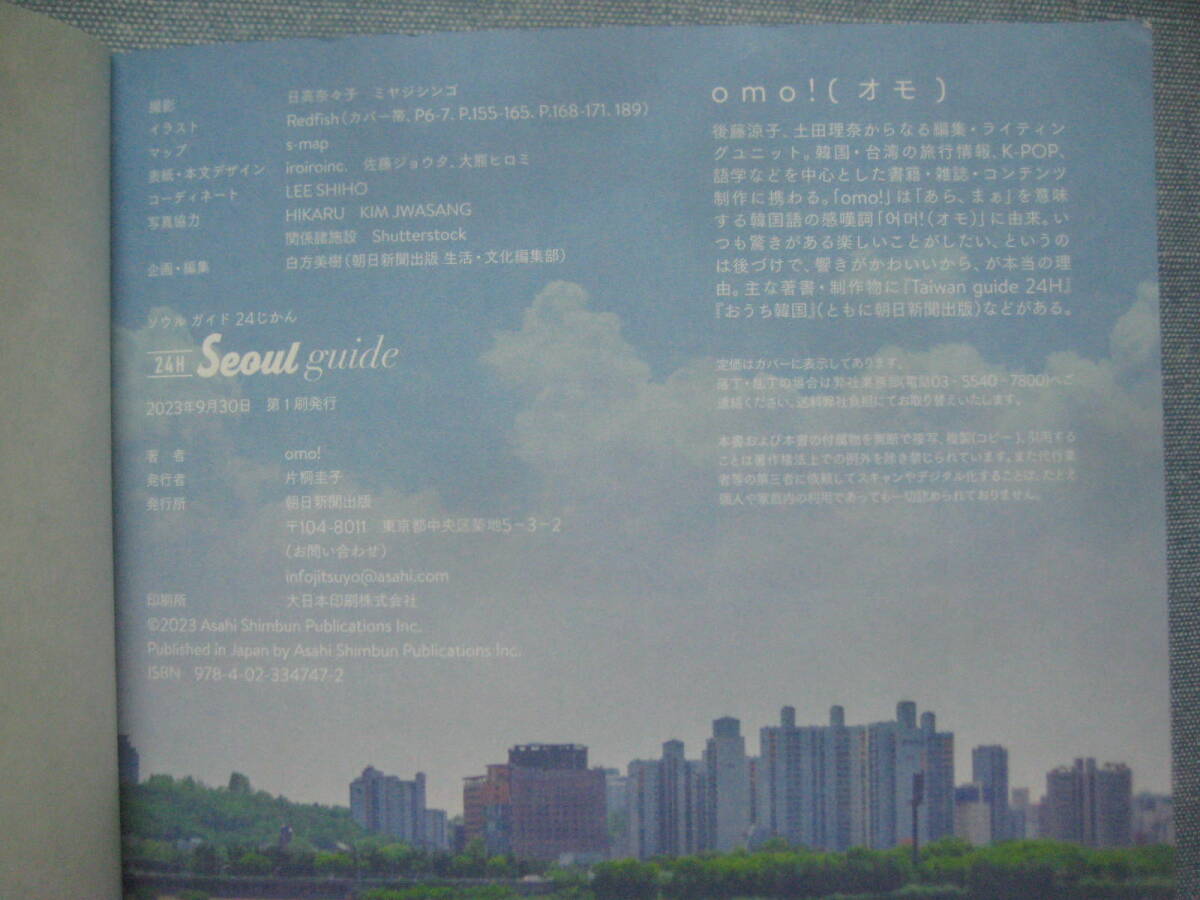 撮影　日高奈々子　ミヤジシンゴ
イラスト　Redfish（カバー帯、P6-7、P.155-165、P.168-171、189）
マップ　s-map
表紙・本文デザイン　iroiroinc.　佐藤ジョウタ、大熊ヒロミ
コーディネート　LEE SHIHO
写真協力　HIKARU　KIM JWASANG
関係諸施設　Shutterstock
企画・編集　白方美樹（朝日新聞出版 生活・文化編集部）
ソウル ガイド 24じかん
24H Seoul guide
2023年9月30日　第1刷発行
著　者　omo!
発行者　片桐圭子
発行所　朝日新聞出版
〒104-8011　東京都中央区築地5-3-2
（お問い合わせ）
infojitsuyo@asahi.com
印刷所　大日本印刷株式会社
©2023 Asahi Shimbun Publications Inc.
Published in Japan by Asahi Shimbun Publications Inc.
ISBN　978-4-02-334747-2
omo!(オモ)
後藤涼子、土田理奈からなる編集・ライティン
グユニット。韓国・台湾の旅行情報、K-POP、
語学などを中心とした書籍・雑誌・コンテンツ
制作に携わる。「omo!」は「あら、まぁ」を意味
する韓国語の感嘆詞「어머!（オモ）」に由来。い
つも驚きがある楽しいことがしたい、というの
は後づけで、響きがかわいいから、が本当の理
由。主な著書・制作物に『Taiwan guide 24H』
『おうち韓国』（ともに朝日新聞出版）などがある。
定価はカバーに表示してあります。
落丁・乱丁の場合は弊社業務部（電話03-5540-7800）へご
連絡ください。送料弊社負担にてお取り替えいたします。
本書および本書の付属物を無断で複写、複製（コピー）、引用する
ことは著作権法上での例外を除き禁じられています。また代行業
者等の第三者に依頼してスキャンやデジタル化することは、たとえ
個人や家庭内の利用であっても一切認められておりません。